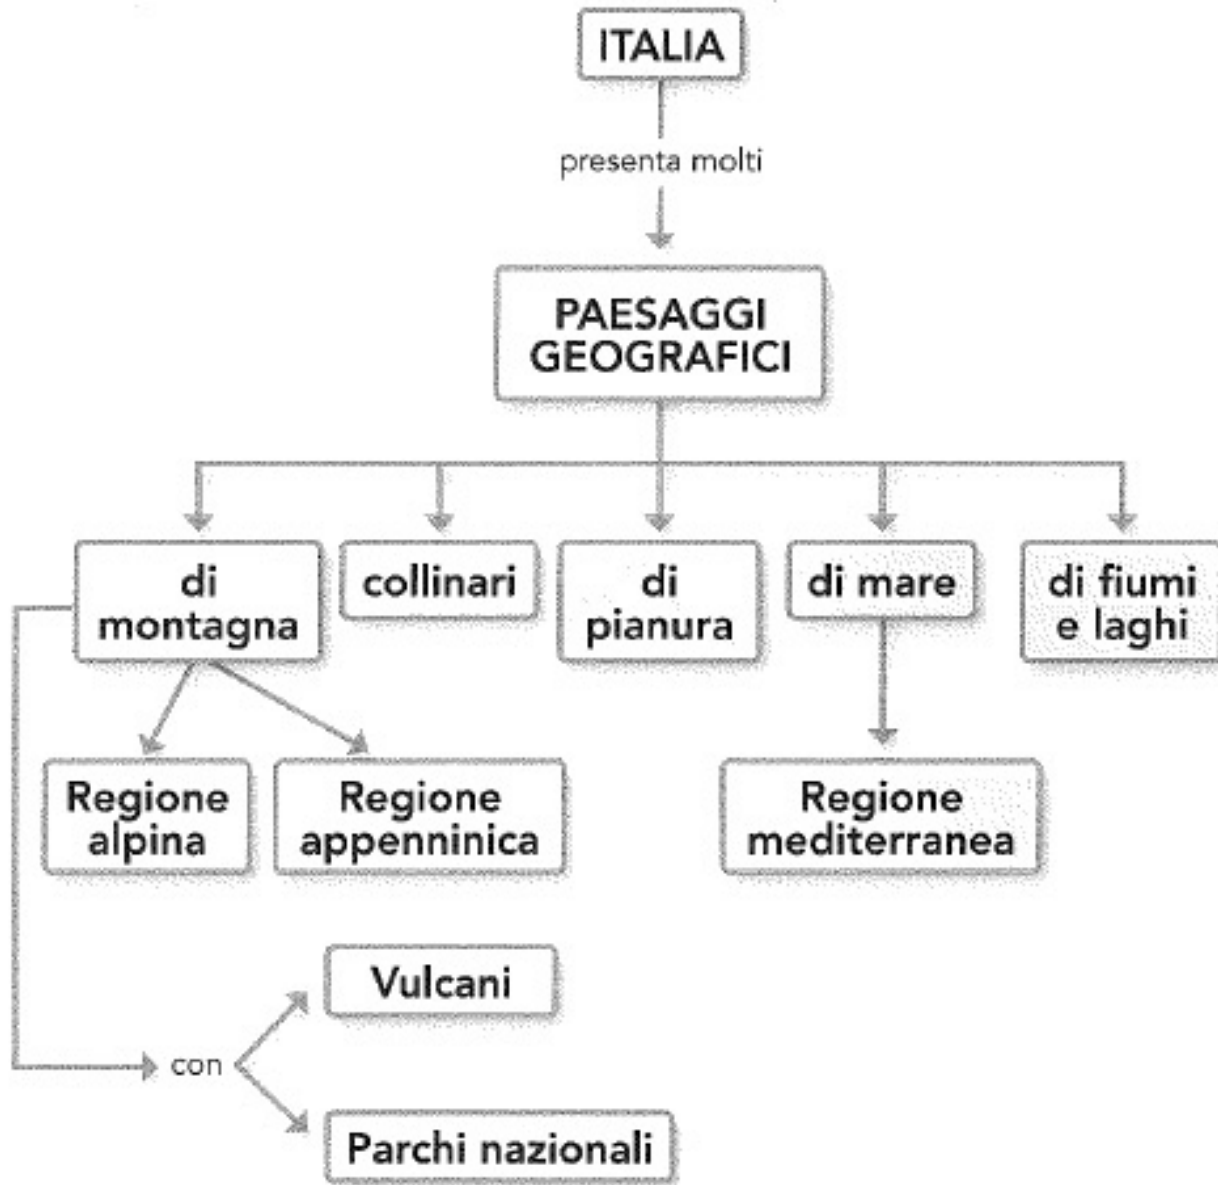 ITALIA
presenta molti
PAESAGGI
GEOGRAFICI
di
montagna
collinari
di
pianura
di mare
di fiumi
e laghi
Regione
alpina
Regione
appenninica
Regione
mediterranea
Vulcani
con
Parchi nazionali